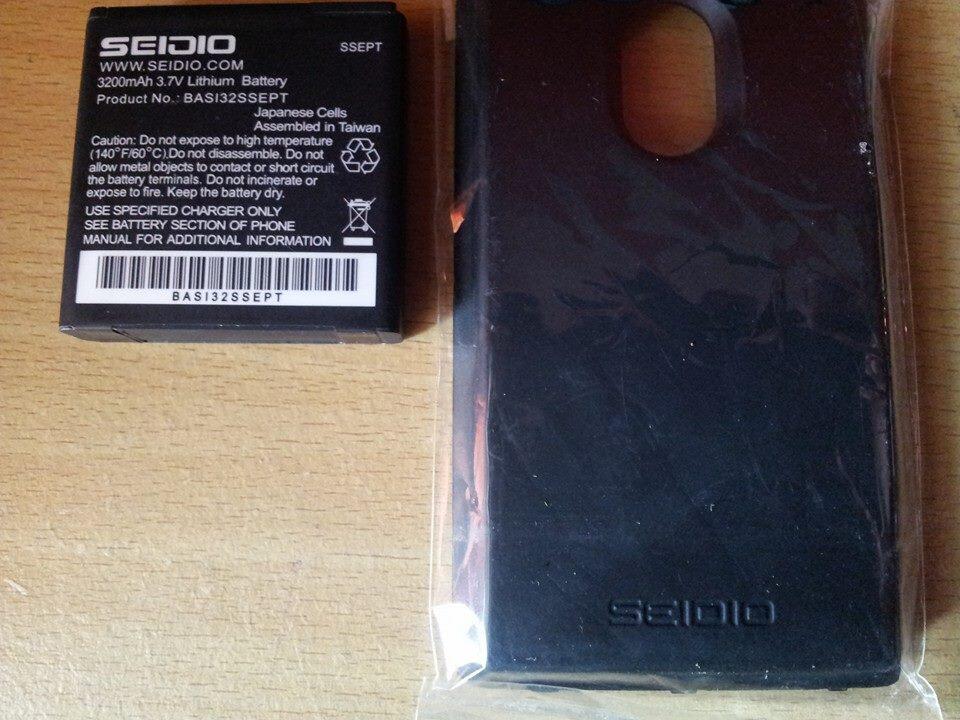 SEIDIO
SSEPT
WWW.SEIDIO.COM
3200mAh 3.7V Lithium Battery
Product No.: BASI32SSEPT
Japanese Cells
Assembled in Taiwan
Caution: Do not expose to high temperature
(140°F/60°C).Do not disassemble. Do not
allow metal objects to contact or short circuit
the battery terminals. Do not incinerate or
expose to fire. Keep the battery dry.
USE SPECIFIED CHARGER ONLY
SEE BATTERY SECTION OF PHONE
MANUAL FOR ADDITIONAL INFORMATION
BASI32SSEPT
SEIDIO